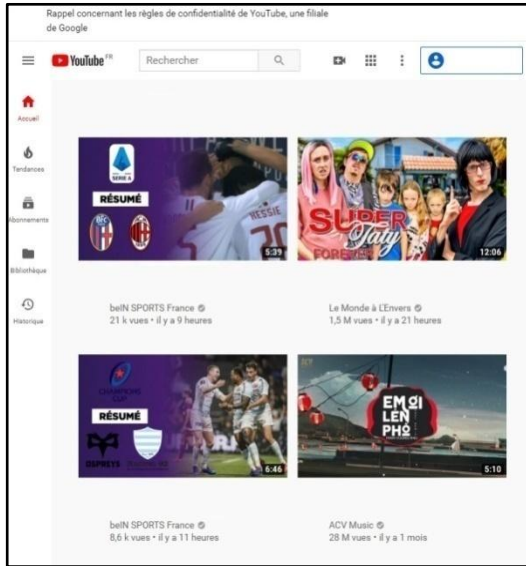 Rappel concernant les règles de confidentialité de YouTube, une filiale
de Google
YouTube FR
Rechercher
Accueil
Tendances
Abonnements
Bibliothèque
Historique
SERIE A
RÉSUMÉ
KESSIE
5:39
SUPER
Taty
FOREVER
12:06
beIN SPORTS France
21 k vues • il y a 9 heures
Le Monde à L'Envers
1,5 M vues • il y a 21 heures
CHAMPIONS
CUP
RÉSUMÉ
OSPREYS
6:46
EM ƠI
LÊN
PHỐ
5:10
beIN SPORTS France
8,6 k vues • il y a 11 heures
ACV Music
28 M vues • il y a 1 mois